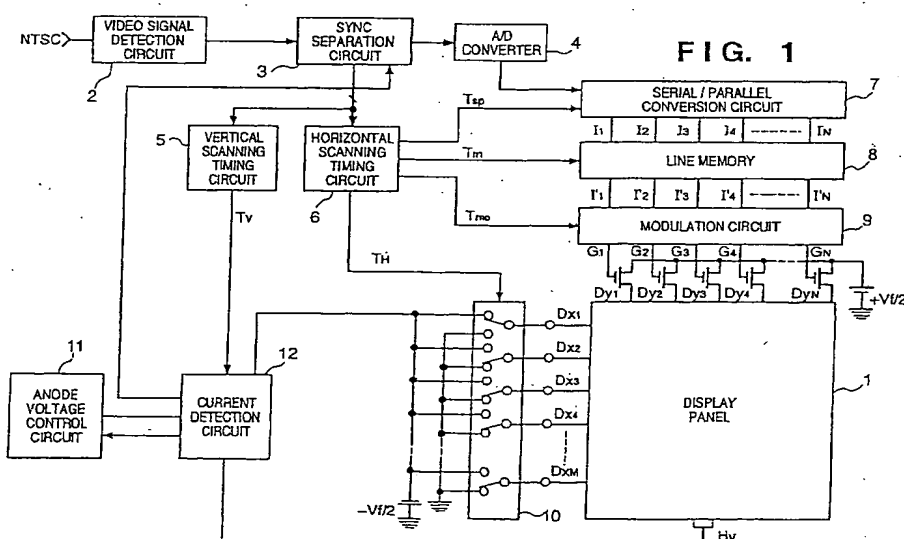 FIG. 1
NTSC
VIDEO SIGNAL
DETECTION
CIRCUIT
2
SYNC
SEPARATION
CIRCUIT
3
A/D
CONVERTER
4
SERIAL / PARALLEL
CONVERSION CIRCUIT
7
Tsp
I1 I2 I3 I4 IN
5
VERTICAL
SCANNING
TIMING
CIRCUIT
HORIZONTAL
SCANNING
TIMING
CIRCUIT
6
Tm
LINE MEMORY
8
I'1 I'2 I'3 I'4 I'N
Tmo
MODULATION CIRCUIT
9
G1 G2 G3 G4 GN
Tv
TH
Dy1 Dy2 Dy3 Dy4 DyN
+Vf/2
11
ANODE
VOLTAGE
CONTROL
CIRCUIT
12
CURRENT
DETECTION
CIRCUIT
Dx1
Dx2
Dx3
Dx4
DxM
DISPLAY
PANEL
1
-Vf/2
10
Hv